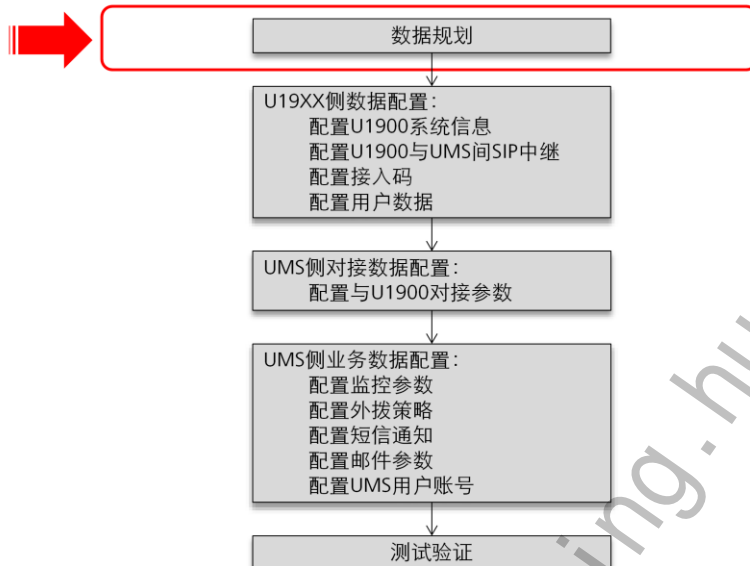 数据规划
U19XX侧数据配置：
配置U1900系统信息
配置U1900与UMS间SIP中继
配置接入码
配置用户数据
UMS侧对接数据配置：
配置与U1900对接参数
UMS侧业务数据配置：
配置监控参数
配置外拨策略
配置短信通知
配置邮件参数
配置UMS用户账号
测试验证
ing.hu